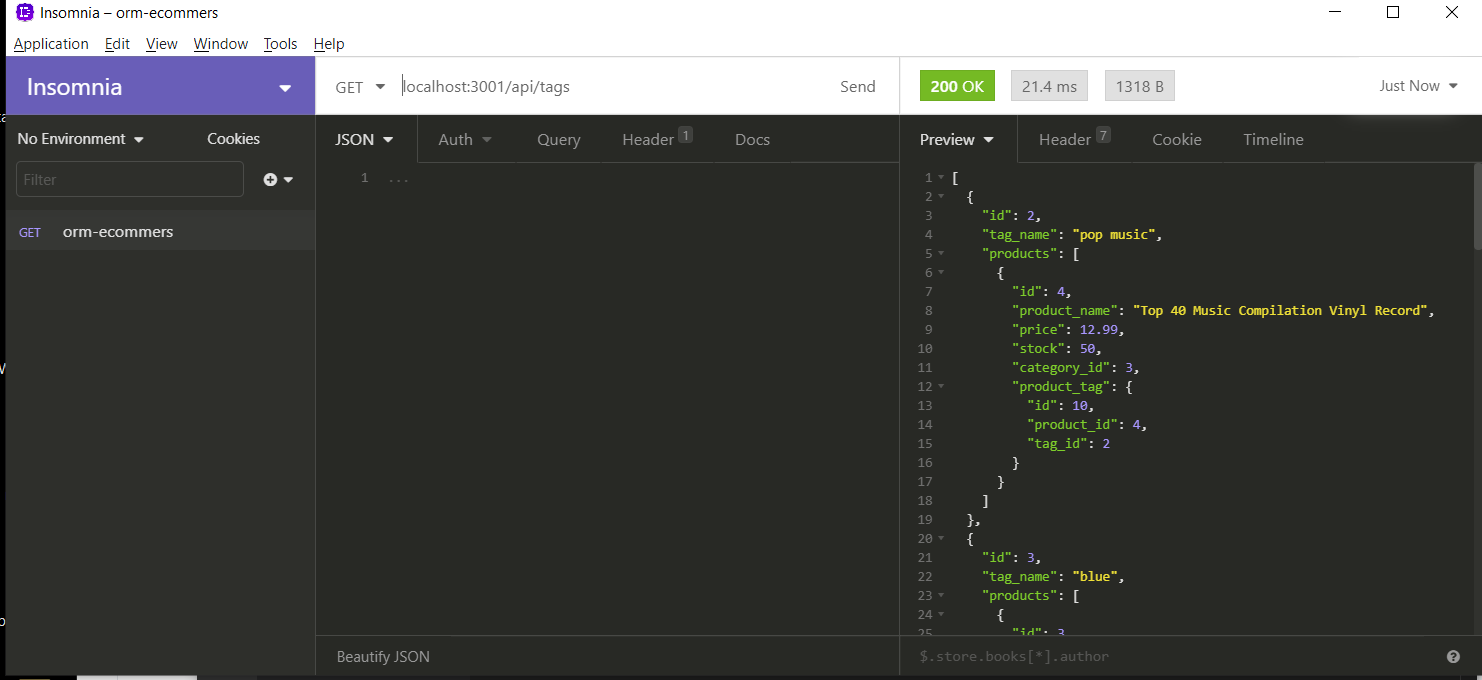 Insomnia – orm-ecommers
Application Edit View Window Tools Help
Insomnia
GET localhost:3001/api/tags Send
200 OK 21.4 ms 1318 B Just Now
No Environment Cookies
JSON Auth Query Header 1 Docs
Preview Header 7 Cookie Timeline
Filter
GET orm-ecommers
1 ...
1 [
2 {
3 "id": 2,
4 "tag_name": "pop music",
5 "products": [
6 {
7 "id": 4,
8 "product_name": "Top 40 Music Compilation Vinyl Record",
9 "price": 12.99,
10 "stock": 50,
11 "category_id": 3,
12 "product_tag": {
13 "id": 10,
14 "product_id": 4,
15 "tag_id": 2
16 }
17 }
18 ]
19 },
20 {
21 "id": 3,
22 "tag_name": "blue",
23 "products": [
24 {
25 "id": 3
Beautify JSON
$.store.books[*].author